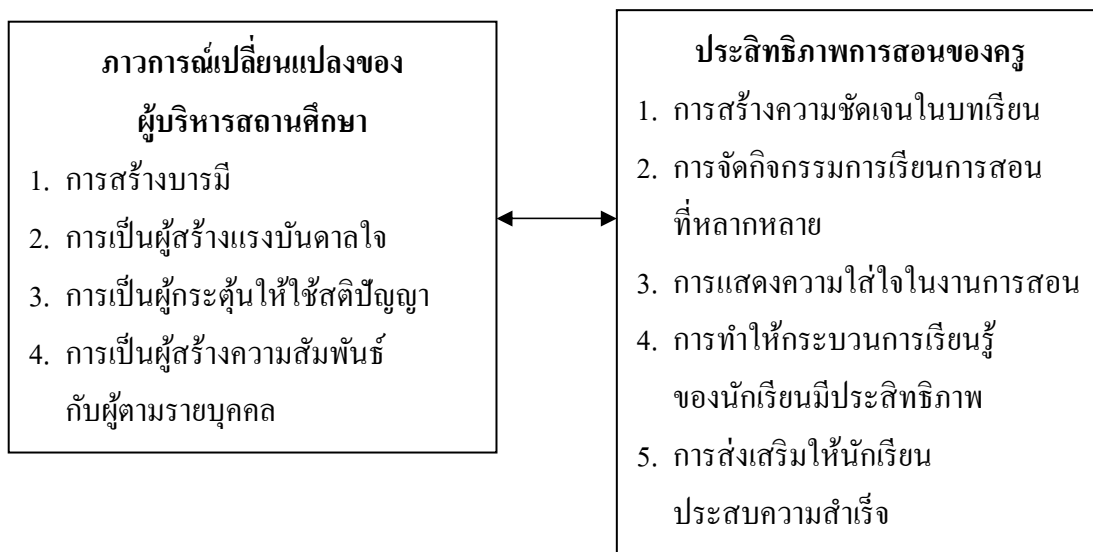 ภาวการณ์เปลี่ยนแปลงของ
ผู้บริหารสถานศึกษา
1. การสร้างบารมี
2. การเป็นผู้สร้างแรงบันดาลใจ
3. การเป็นผู้กระตุ้นให้ใช้สติปัญญา
4. การเป็นผู้สร้างความสัมพันธ์
กับผู้ตามรายบุคคล
ประสิทธิภาพการสอนของครู
1. การสร้างความชัดเจนในบทเรียน
2. การจัดกิจกรรมการเรียนการสอน
ที่หลากหลาย
3. การแสดงความใส่ใจในงานการสอน
4. การทำให้กระบวนการเรียนรู้
ของนักเรียนมีประสิทธิภาพ
5. การส่งเสริมให้นักเรียน
ประสบความสำเร็จ